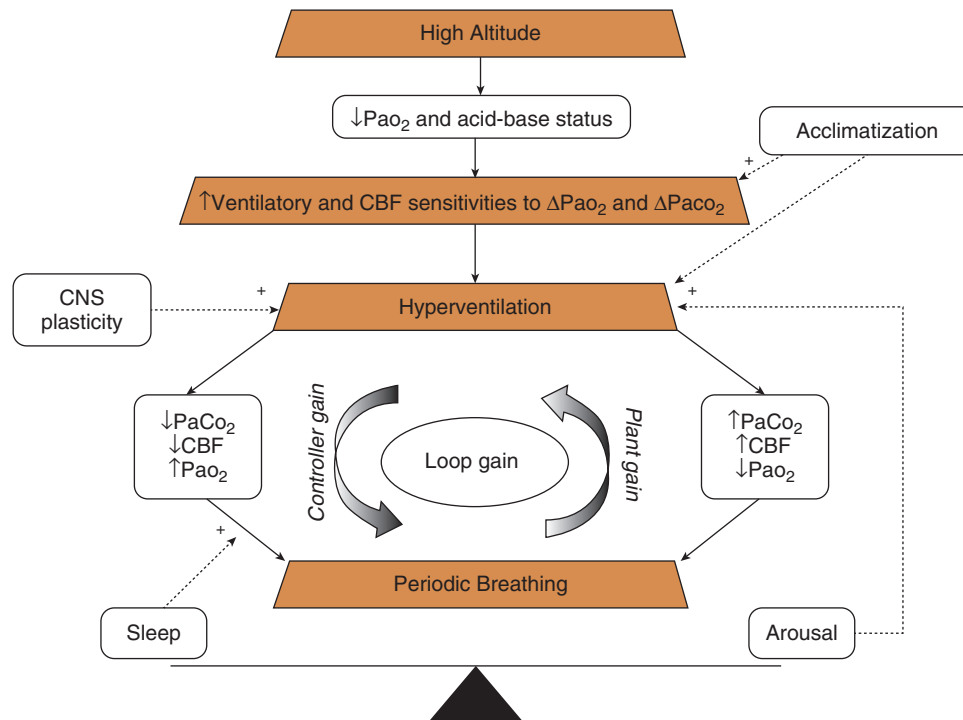 High Altitude
↓Pao₂ and acid-base status
Acclimatization
+
↑Ventilatory and CBF sensitivities to ΔPao₂ and ΔPaco₂
CNS
plasticity
+
+
Hyperventilation
↓PaCo₂
↓CBF
↑Pao₂
Controller gain
Loop gain
Plant gain
↑PaCo₂
↑CBF
↓Pao₂
+
Periodic Breathing
Sleep
Arousal